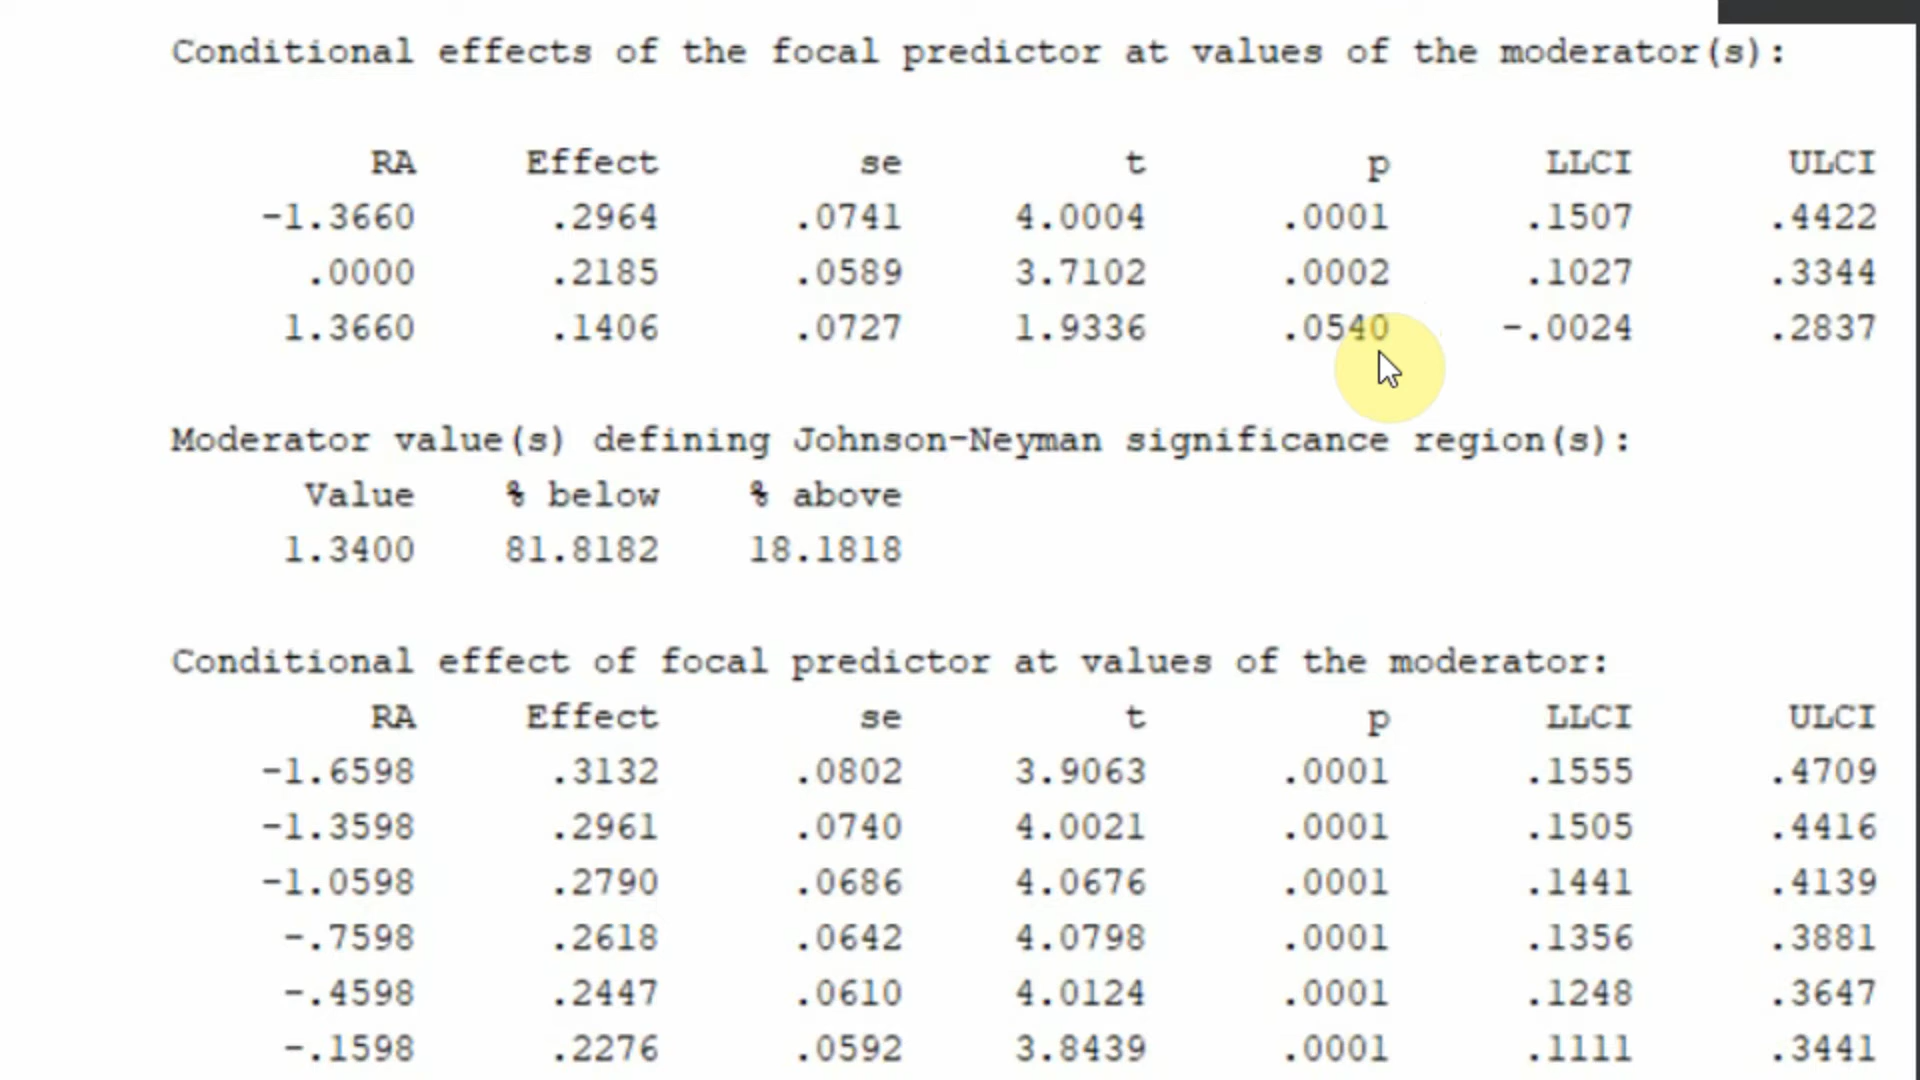 Conditional effects of the focal predictor at values of the moderator(s):
RA Effect se t p LLCI ULCI
-1.3660 .2964 .0741 4.0004 .0001 .1507 .4422
.0000 .2185 .0589 3.7102 .0002 .1027 .3344
1.3660 .1406 .0727 1.9336 .0540 -.0024 .2837
Moderator value(s) defining Johnson-Neyman significance region(s):
Value % below % above
1.3400 81.8182 18.1818
Conditional effect of focal predictor at values of the moderator:
RA Effect se t p LLCI ULCI
-1.6598 .3132 .0802 3.9063 .0001 .1555 .4709
-1.3598 .2961 .0740 4.0021 .0001 .1505 .4416
-1.0598 .2790 .0686 4.0676 .0001 .1441 .4139
-.7598 .2618 .0642 4.0798 .0001 .1356 .3881
-.4598 .2447 .0610 4.0124 .0001 .1248 .3647
-.1598 .2276 .0592 3.8439 .0001 .1111 .3441